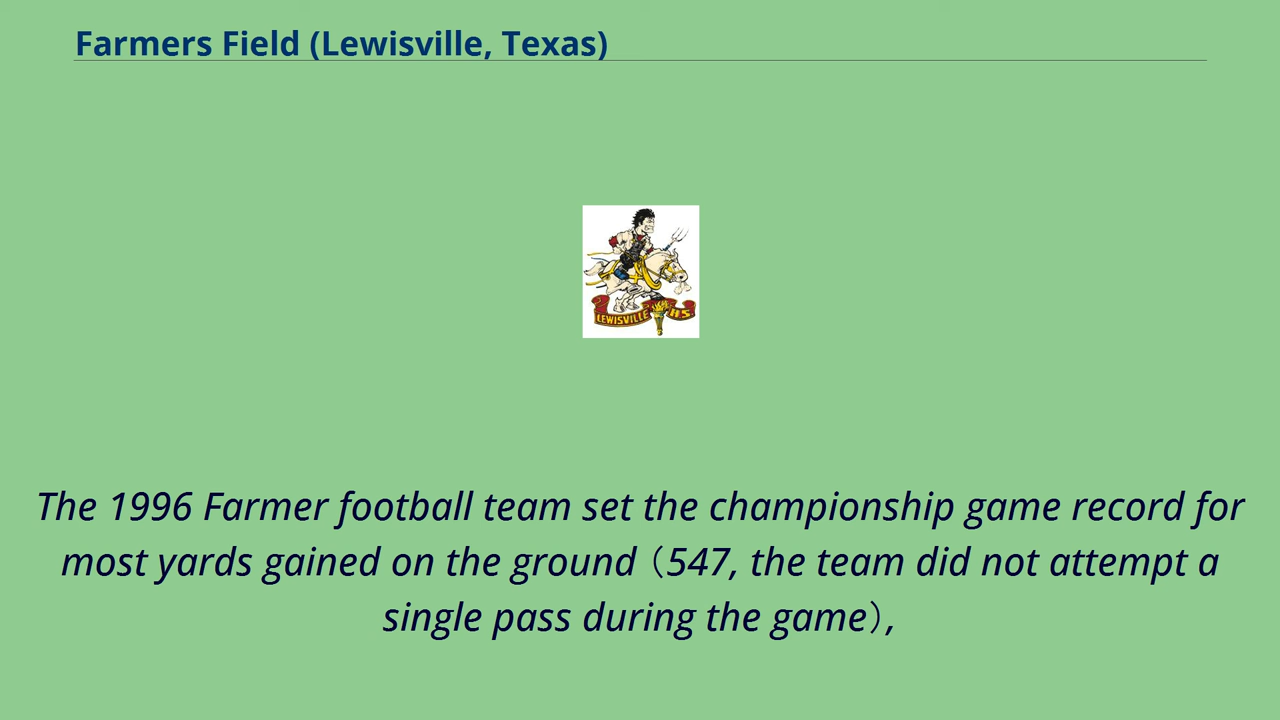 Farmers Field (Lewisville, Texas)
LEWISVILLE H.S.
The 1996 Farmer football team set the championship game record for
most yards gained on the ground（547, the team did not attempt a
single pass during the game）,